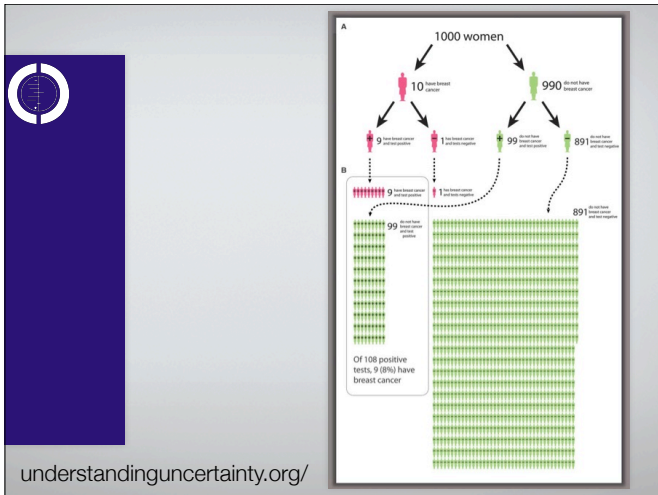 A
1000 women
10 have breast
cancer
990 do not have
breast cancer
9 have breast cancer
and test positive
1 has breast cancer
and tests negative
99 do not have
breast cancer
and test positive
891 do not have
breast cancer
and test negative
B
9 have breast cancer
and test positive
1 has breast cancer
and tests negative
99 do not have
breast cancer
and test
positive
891 do not have
breast cancer
and test negative
Of 108 positive
tests, 9 (8%) have
breast cancer
understandinguncertainty.org/